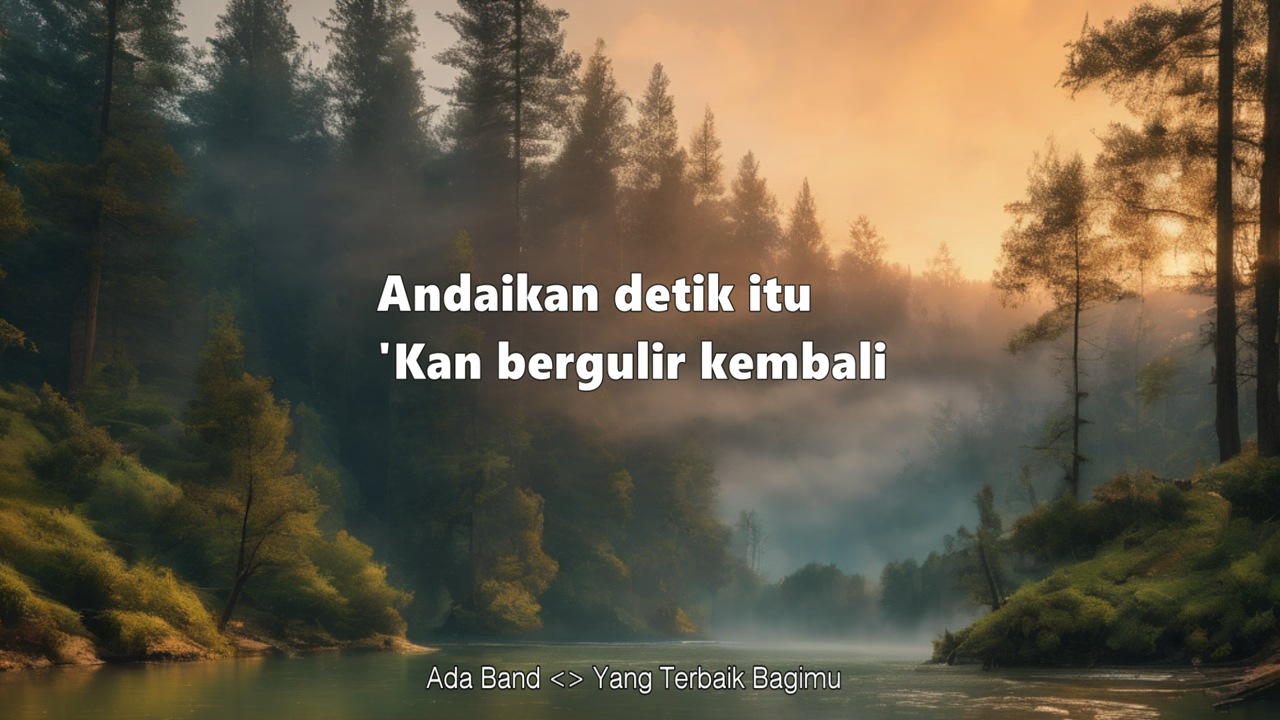 Andaikan detik itu
'Kan bergulir kembali
Ada Band <> Yang Terbaik Bagimu